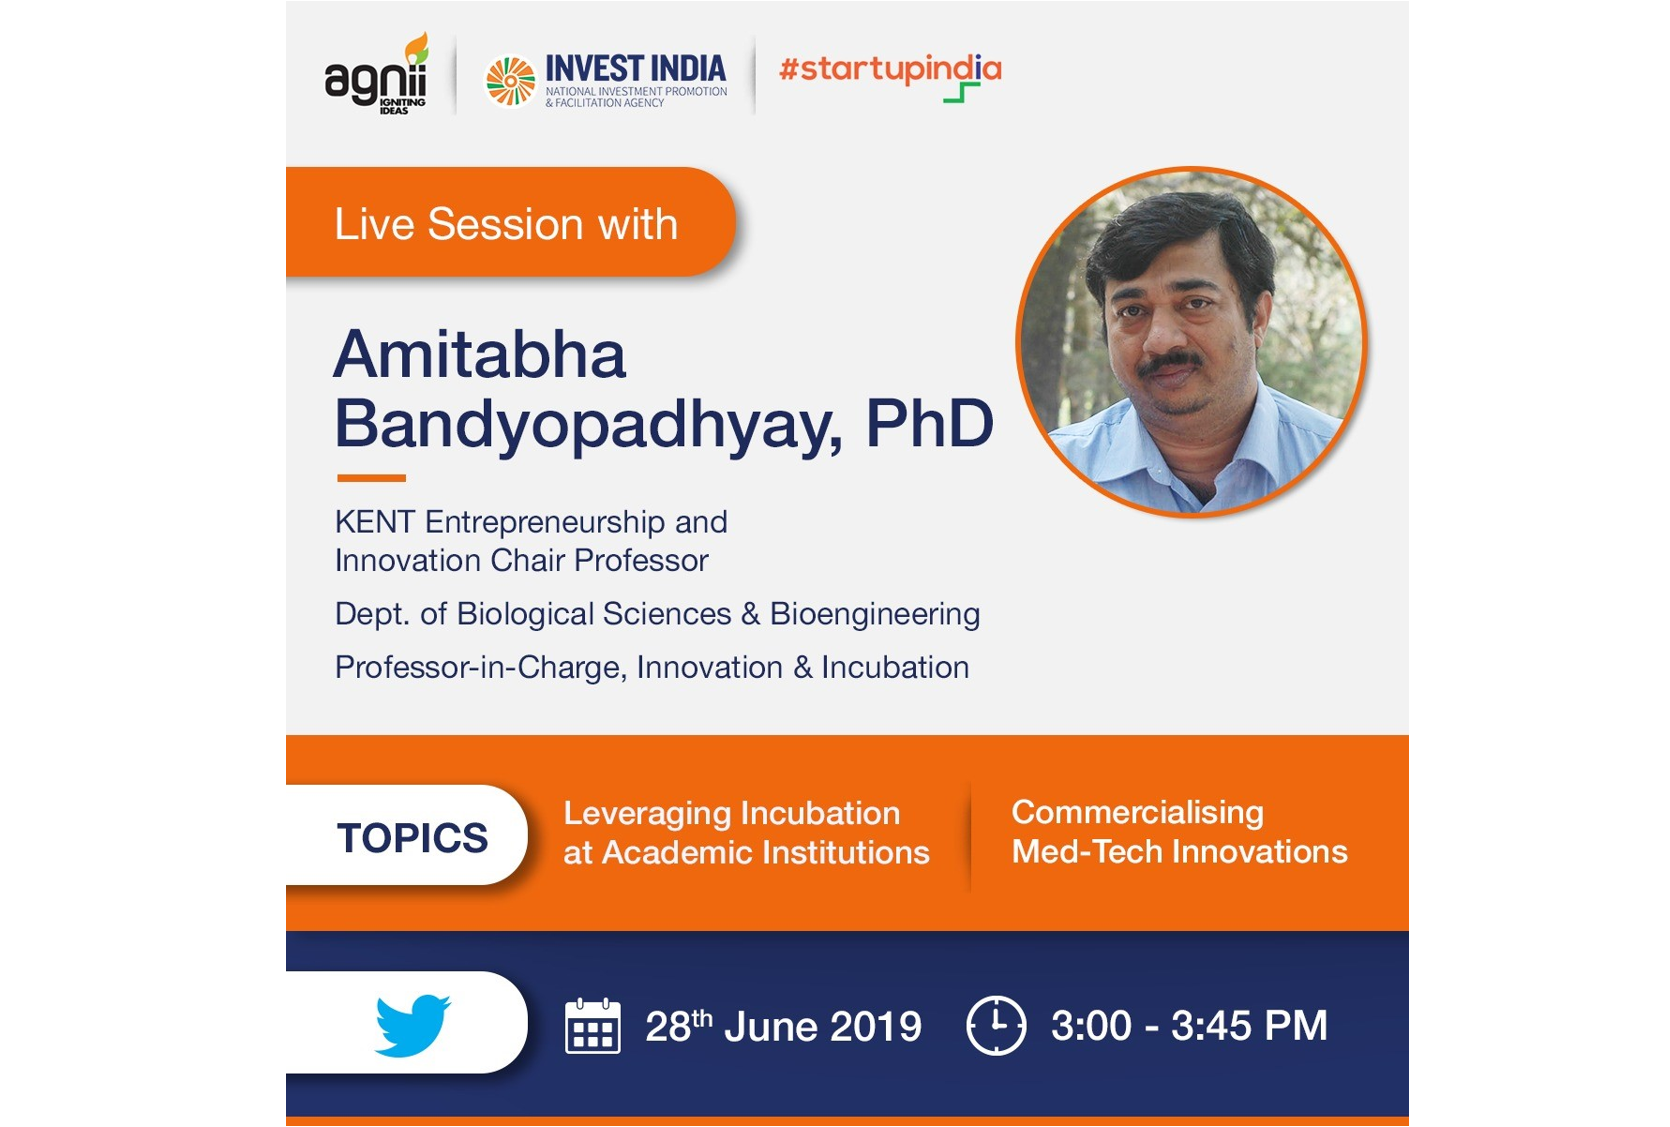 agnii
IGNITING
IDEAS
INVEST INDIA
NATIONAL INVESTMENT PROMOTION
& FACILITATION AGENCY
#startupindia
Live Session with
Amitabha
Bandyopadhyay, PhD
KENT Entrepreneurship and
Innovation Chair Professor
Dept. of Biological Sciences & Bioengineering
Professor-in-Charge, Innovation & Incubation
TOPICS
Leveraging Incubation
at Academic Institutions
Commercialising
Med-Tech Innovations
28th June 2019
3:00 - 3:45 PM